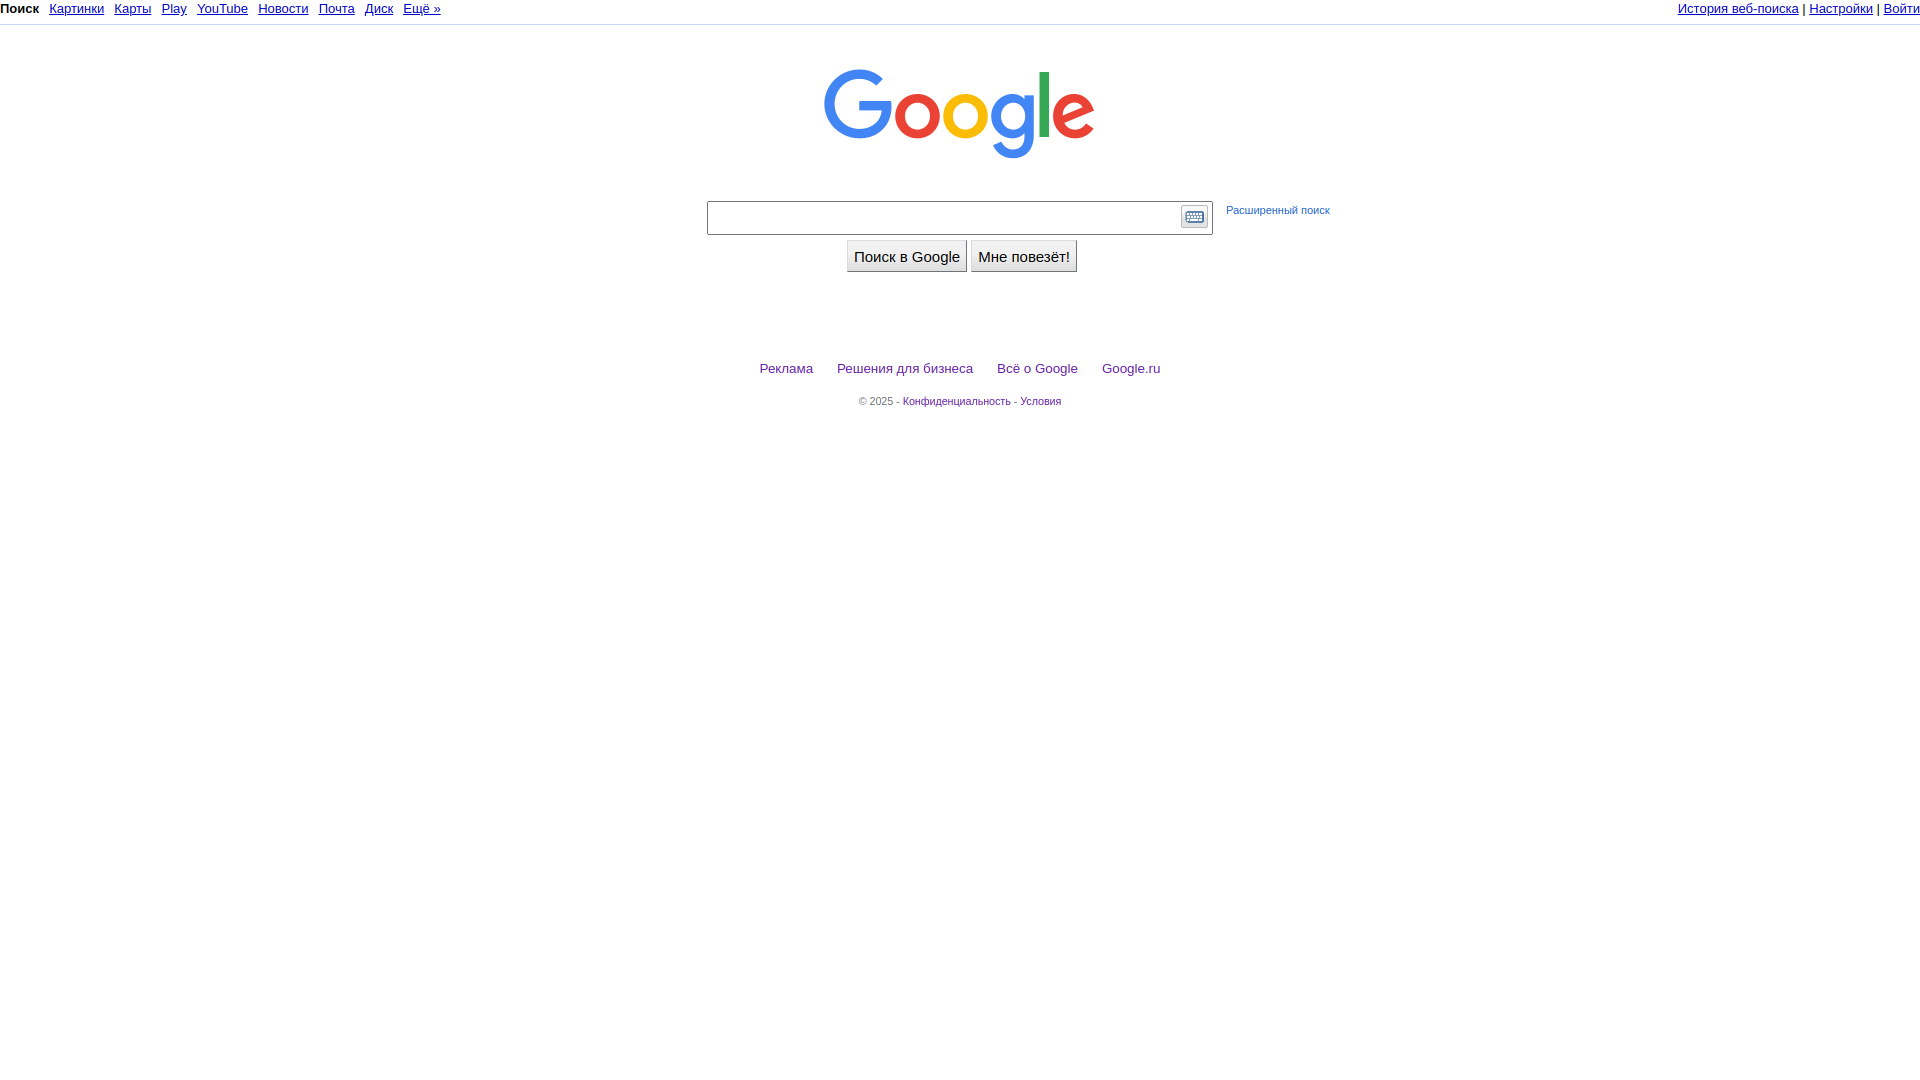 Поиск Картинки Карты Play YouTube Новости Почта Диск Ещё » История веб-поиска | Настройки | Войти
Google
Расширенный поиск
Поиск в Google Мне повезёт!
Реклама Решения для бизнеса Всё о Google Google.ru
© 2025 - Конфиденциальность - Условия